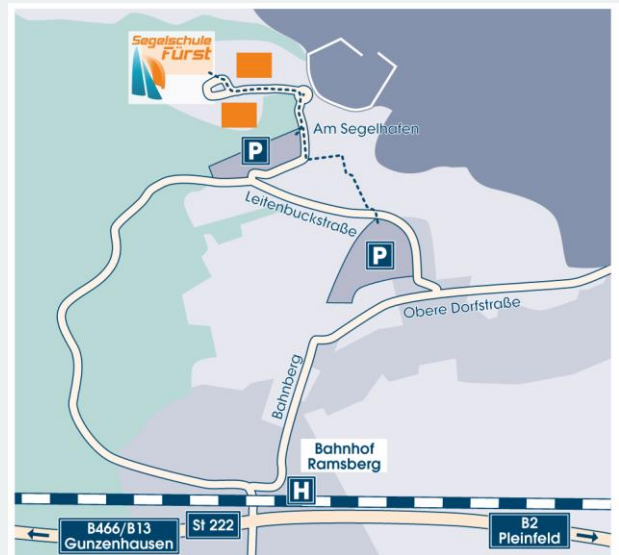 Segelschule
Fürst
Am Segelhafen
P
Leitenbuckstraße
P
Obere Dorfstraße
Bahnberg
Bahnhof
Ramsberg
H
B466/B13
Gunzenhausen
St 222
B2
Pleinfeld